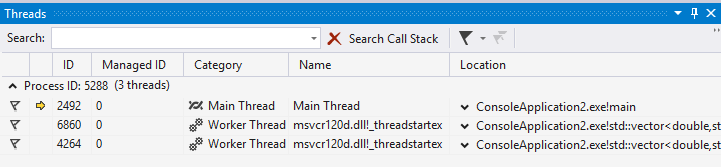 Threads
Search: Search Call Stack
ID Managed ID Category Name Location
Process ID: 5288 (3 threads)
2492 0 Main Thread Main Thread ConsoleApplication2.exe!main
6860 0 Worker Thread msvcr120d.dll!_threadstartex ConsoleApplication2.exe!std::vector<double,st
4264 0 Worker Thread msvcr120d.dll!_threadstartex ConsoleApplication2.exe!std::vector<double,st